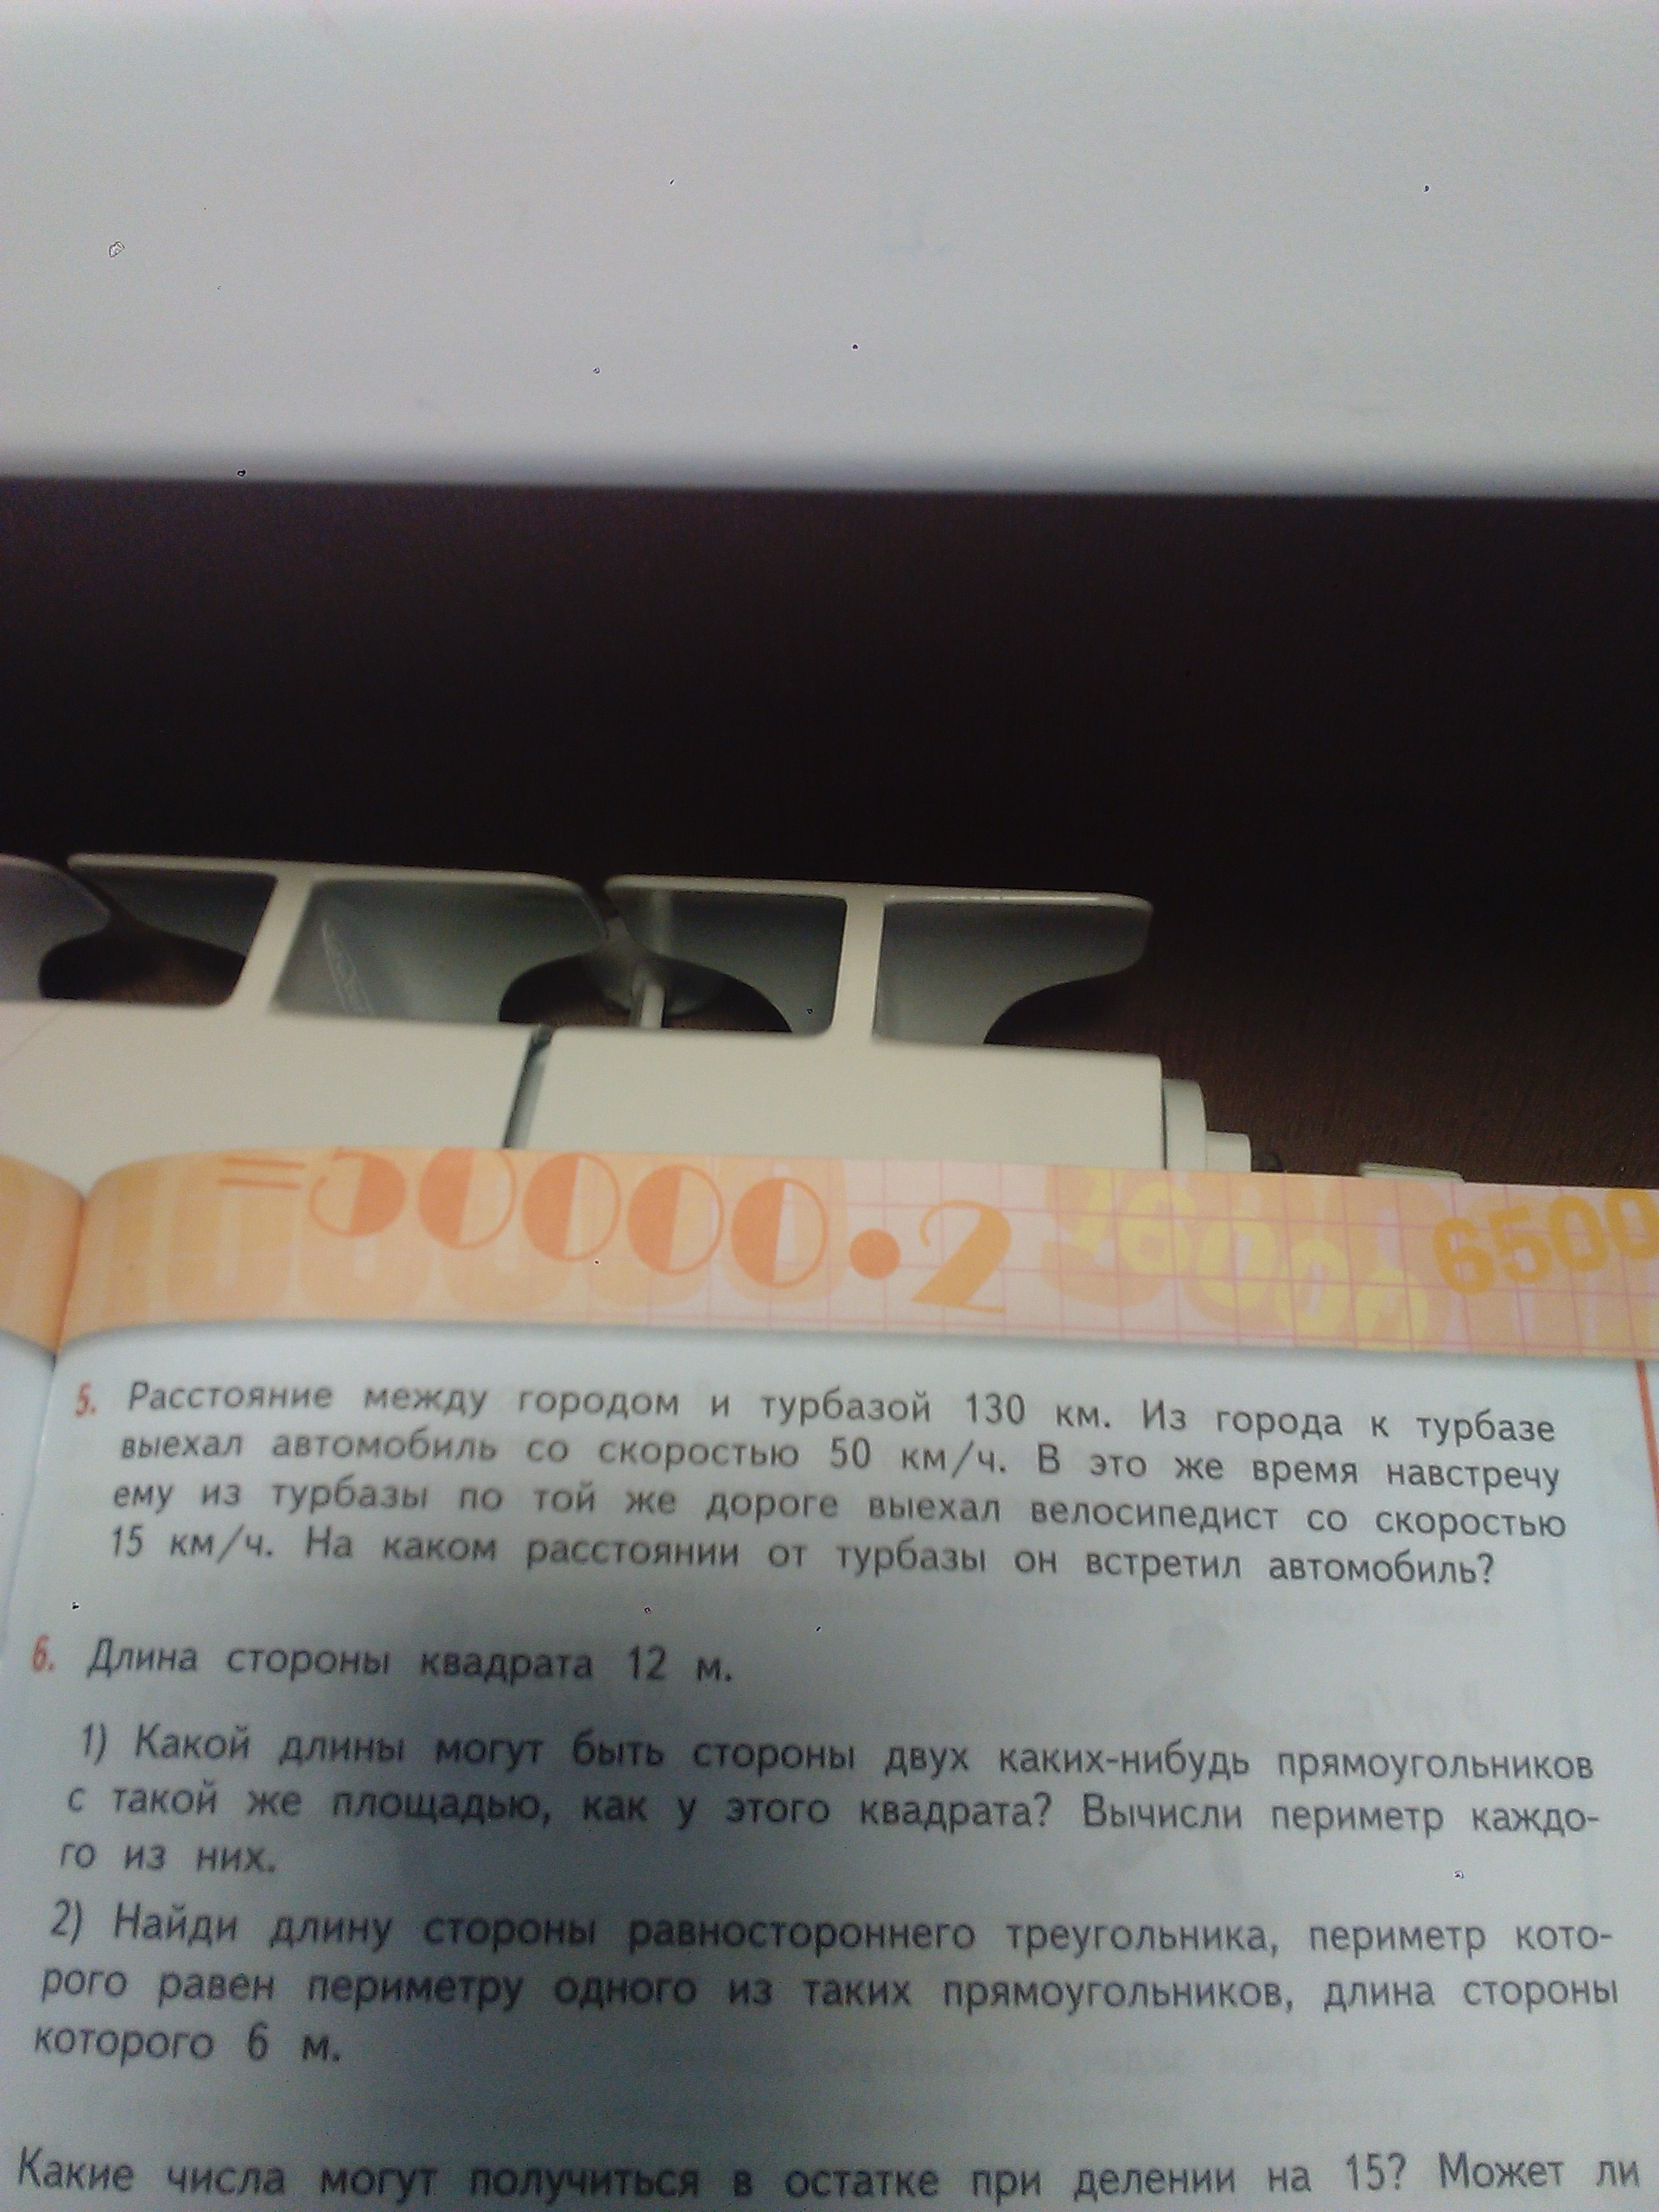 =50000•2 1600 6500
5. Расстояние между городом и турбазой 130 км. Из города к турбазе
выехал автомобиль со скоростью 50 км/ч. В это же время навстречу
ему из турбазы по той же дороге выехал велосипедист со скоростью
15 км/ч. На каком расстоянии от турбазы он встретил автомобиль?
6. Длина стороны квадрата 12 м.
1) Какой длины могут быть стороны двух каких-нибудь прямоугольников
с такой же площадью, как у этого квадрата? Вычисли периметр каждо-
го из них.
2) Найди длину стороны равностороннего треугольника, периметр кото-
рого равен периметру одного из таких прямоугольников, длина стороны
которого 6 м.
Какие числа могут получиться в остатке при делении на 15? Может ли